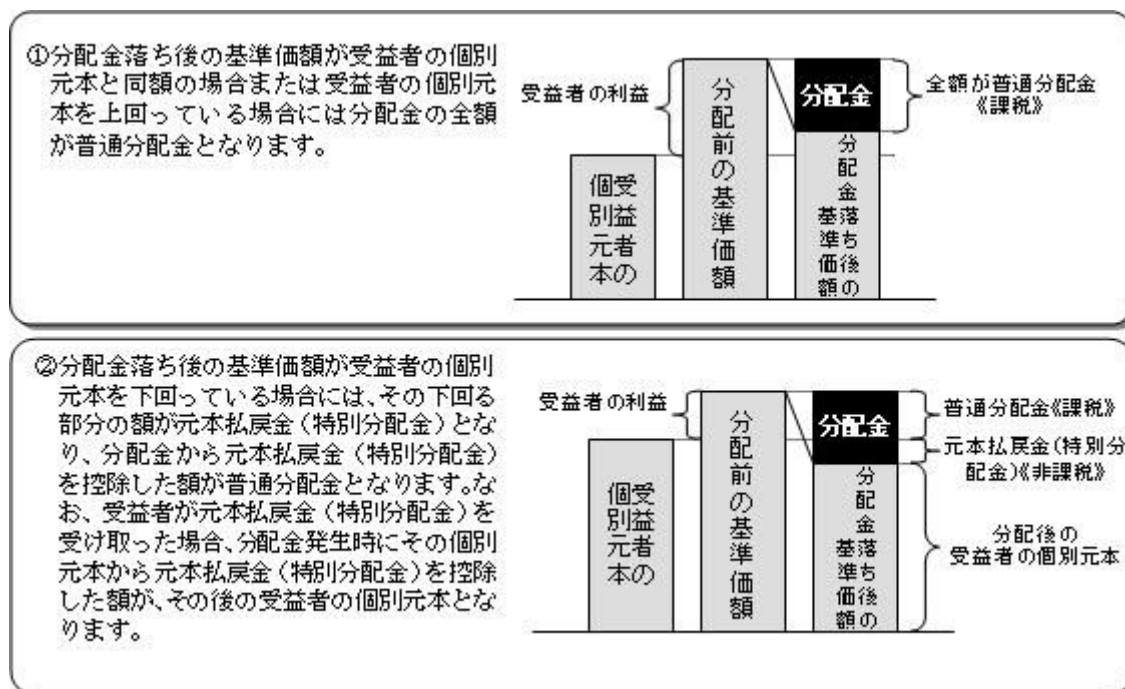 ①分配金落ち後の基準価額が受益者の個別
元本と同額の場合または受益者の個別元
本を上回っている場合には分配金の全額
が普通分配金となります。
受益者の利益
受益者の
個別元本
分配前の基準価額
分配金
分配金落ち後の
基準価額
全額が普通分配金
《課税》
②分配金落ち後の基準価額が受益者の個別
元本を下回っている場合には、その下回る
部分の額が元本払戻金（特別分配金）とな
り、分配金から元本払戻金（特別分配金）
を控除した額が普通分配金となります。な
お、受益者が元本払戻金（特別分配金）を
受け取った場合、分配金発生時にその個別
元本から元本払戻金（特別分配金）を控除
した額が、その後の受益者の個別元本とな
ります。
受益者の利益
受益者の
個別元本
分配前の基準価額
分配金
分配金落ち後の
基準価額
普通分配金《課税》
元本払戻金（特別分
配金）《非課税》
分配後の
受益者の個別元本